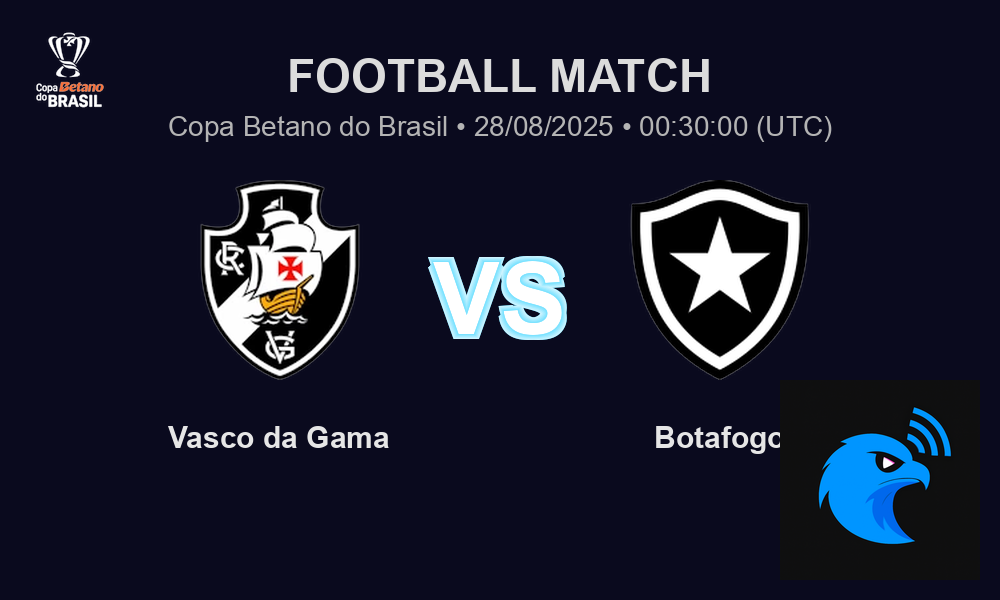 Copa Betano
do BRASIL
FOOTBALL MATCH
Copa Betano do Brasil • 28/08/2025 • 00:30:00 (UTC)
VS
Vasco da Gama
Botafogo